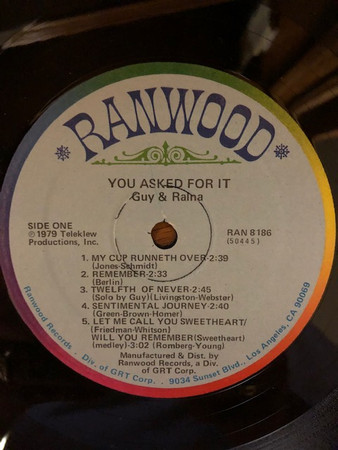 RANWOOD
YOU ASKED FOR IT
Guy & Raina
SIDE ONE
℗1979 Teleklew
Productions, Inc.
RAN 8186
(50445)
1. MY CUP RUNNETH OVER-2:39
(Jones-Schmidt)
2. REMEMBER-2:33
(Berlin)
3. TWELFTH OF NEVER-2:45
(Solo by Guy)(Livingston-Webster)
4. SENTIMENTAL JOURNEY-2:40
(Green-Brown-Homer)
5. LET ME CALL YOU SWEETHEART/
(Friedman-Whitson)
WILL YOU REMEMBER(Sweetheart)
(medley)-3:02 (Romberg-Young)
Manufactured & Dist. by
Ranwood Records, a Div.
of GRT Corp.
Ranwood Records . Div. of GRT Corp. . 9034 Sunset Blvd., Los Angeles, CA 90069